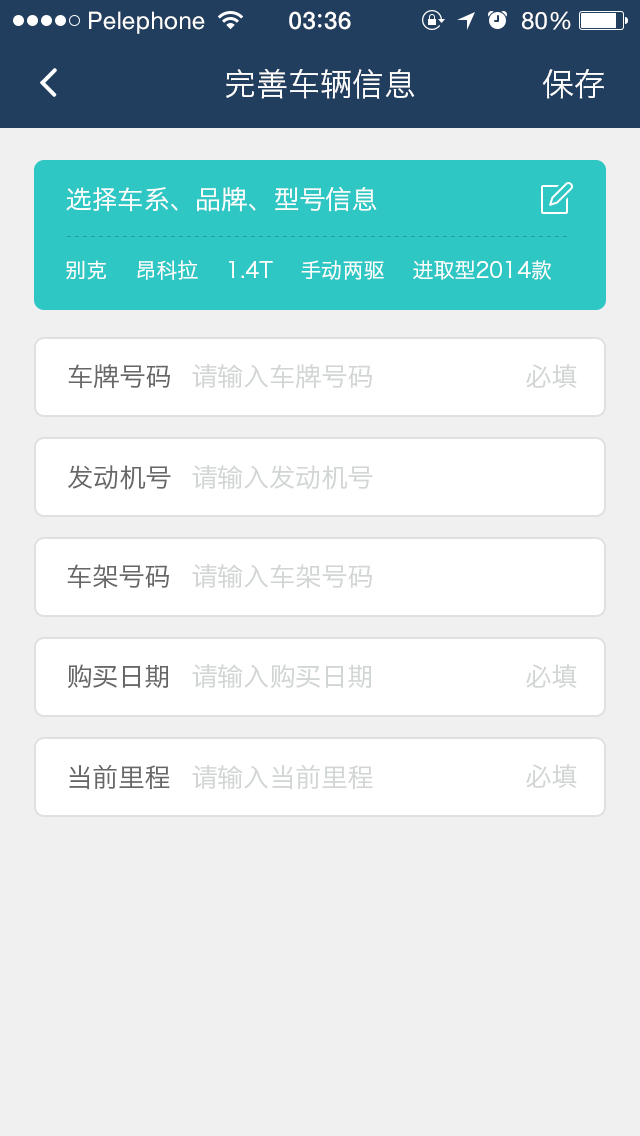 Pelephone 03:36 80%
完善车辆信息 保存
选择车系、品牌、型号信息
别克 昂科拉 1.4T 手动两驱 进取型2014款
车牌号码 请输入车牌号码 必填
发动机号 请输入发动机号
车架号码 请输入车架号码
购买日期 请输入购买日期 必填
当前里程 请输入当前里程 必填